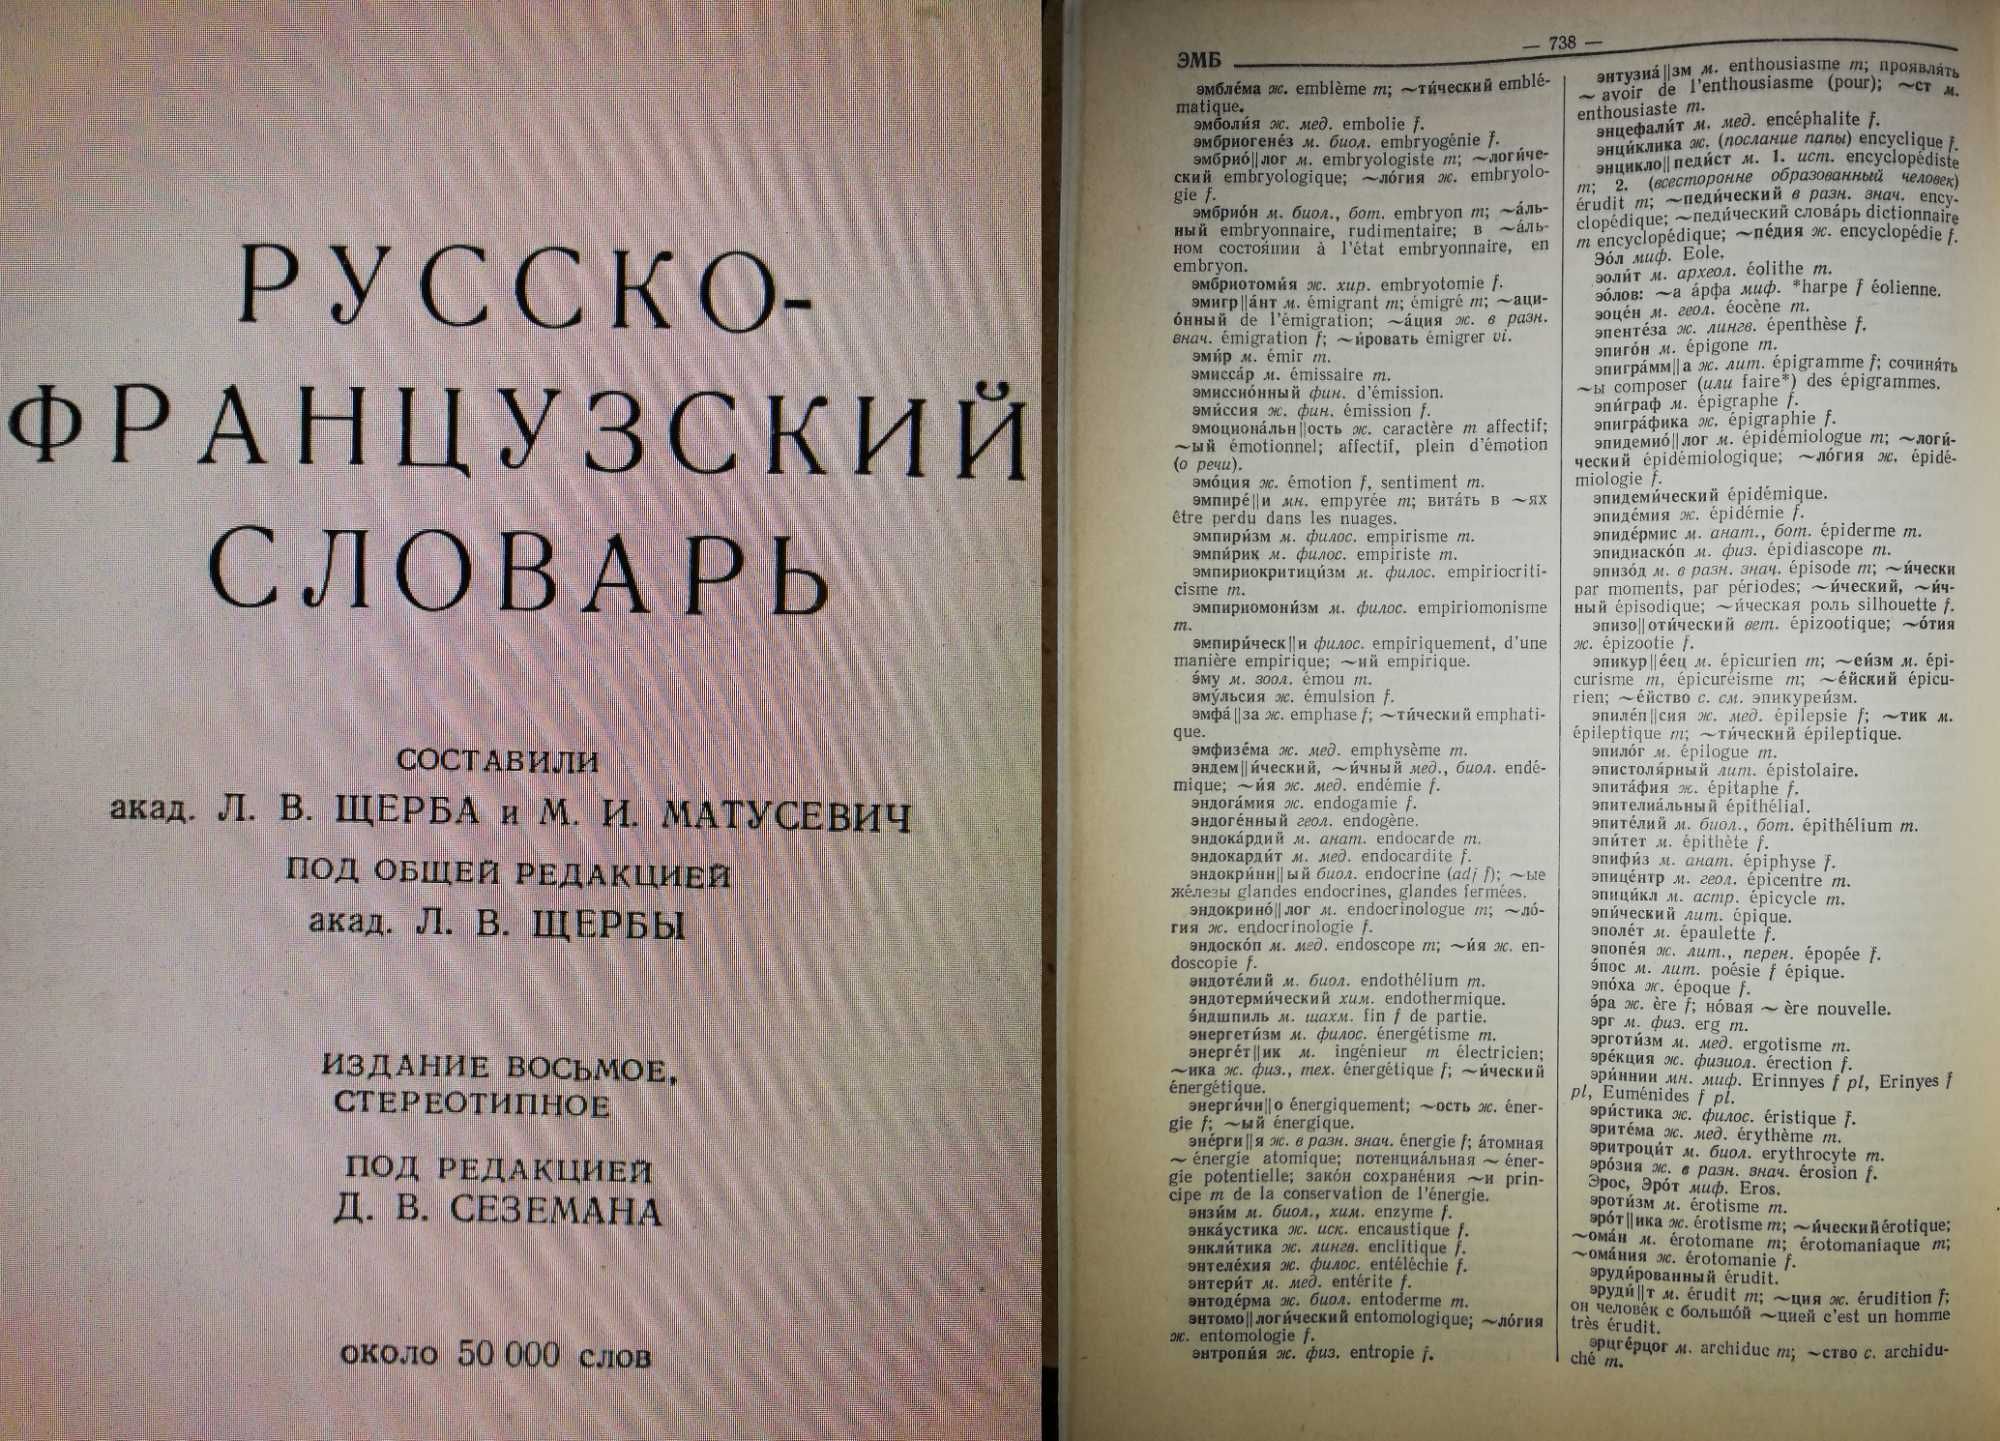 РУССКО-
ФРАНЦУЗСКИЙ
СЛОВАРЬ
СОСТАВИЛИ
акад. Л. В. ЩЕРБА и М. И. МАТУСЕВИЧ
ПОД ОБЩЕЙ РЕДАКЦИЕЙ
акад. Л. В. ЩЕРБЫ
ИЗДАНИЕ ВОСЬМОЕ,
СТЕРЕОТИПНОЕ
ПОД РЕДАКЦИЕЙ
Д. В. СЕЗЕМАНА
около 50 000 слов
ЭМБ
— 738 —
эмбле́ма ж. emblème m; ~ти́ческий emblé-
matique.
эмболи́я ж. мед. embolie f.
эмбриогене́з м. биол. embryogénie f.
эмбрио́||лог м. embryologiste m; ~логи́че-
ский embryologique; ~ло́гия ж. embryolo-
gie f.
эмбрио́н м. биол., бот. embryon m; ~а́ль-
ный embryonnaire, rudimentaire; в ~а́ль-
ном состоя́нии à l'état embryonnaire, en
embryon.
эмбриотоми́я ж. хир. embryotomie f.
эмигр||а́нт м. émigrant m; émigré m; ~аци-
о́нный de l'émigration; ~а́ция ж. в разн.
знач. émigration f; ~и́ровать émigrer vi.
эми́р м. émir m.
эмисса́р м. émissaire m.
эмиссио́нный фин. d'émission.
эми́ссия ж. фин. émission f.
эмоциона́льн||ость ж. caractère m affectif;
~ый émotionnel; affectif, plein d'émotion
(о речи).
эмо́ция ж. émotion f, sentiment m.
эмпире́||и мн. empyrée m; вита́ть в ~ях
être perdu dans les nuages.
эмпири́зм м. филос. empirisme m.
эмпи́рик м. филос. empiriste m.
эмпириокритици́зм м. филос. empiriocriti-
cisme m.
эмпириомони́зм м. филос. empiriomonisme
m.
эмпири́ческ||и филос. empiriquement, d'une
manière empirique; ~ий empirique.
э́му м. зоол. émou m.
эму́льсия ж. émulsion f.
эмфа́||за ж. emphase f; ~ти́ческий emphati-
que.
эмфизе́ма ж. мед. emphysème m.
эндем||и́ческий, ~и́чный мед., биол. endé-
mique; ~и́я ж. мед. endémie f.
эндога́мия ж. endogamie f.
эндоге́нный геол. endogène.
эндока́рдий м. анат. endocarde m.
эндокарди́т м. мед. endocardite f.
эндокри́нн||ый биол. endocrine (adj f); ~ые
же́лезы glandes endocrines, glandes fermées.
эндокрино́||лог м. endocrinologue m; ~ло́-
гия ж. endocrinologie f.
эндоско́п м. мед. endoscope m; ~и́я ж. en-
doscopie f.
эндоте́лий м. биол. endothélium m.
эндотерми́ческий хим. endothermique.
э́ндшпиль м. шахм. fin f de partie.
энергети́зм м. филос. énergétisme m.
энерге́т||ик м. ingénieur m électricien;
~ика ж. физ., тех. énergétique f; ~и́ческий
énergétique.
энерги́чн||о énergiquement; ~ость ж. éner-
gie f; ~ый énergique.
эне́рги||я ж. в разн. знач. énergie f; а́томная
~ énergie atomique; потенциа́льная ~ éner-
gie potentielle; зако́н сохране́ния ~и prin-
cipe m de la conservation de l'énergie.
энзи́м м. биол., хим. enzyme f.
энка́устика ж. иск. encaustique f.
энкли́тика ж. лингв. enclitique f.
энтеле́хия ж. филос. entéléchie f.
энтери́т м. мед. entérite f.
энтоде́рма ж. биол. entoderme m.
энтомо||логи́ческий entomologique; ~ло́гия
ж. entomologie f.
энтропи́я ж. физ. entropie f.
энтузиа́||зм м. enthousiasme m; проявля́ть
~ avoir de l'enthousiasme (pour); ~ст м.
enthousiaste m.
энцефали́т м. мед. encéphalite f.
энци́клика ж. (послание папы) encyclique f.
энцикло||педи́ст м. 1. ист. encyclopédiste
m; 2. (всесторонне образованный человек)
érudit m; ~педи́ческий в разн. знач. ency-
clopédique; ~педи́ческий слова́рь dictionnaire
m encyclopédique; ~пе́дия ж. encyclopédie f.
Эо́л миф. Eole.
эоли́т м. археол. éolithe m.
эо́лов: ~а а́рфа миф. *harpe f éolienne.
эоце́н м. геол. éocène m.
эпенте́за ж. лингв. épenthèse f.
эпиго́н м. épigone m.
эпигра́мм||а ж. лит. épigramme f; сочиня́ть
~ы composer (или faire*) des épigrammes.
эпи́граф м. épigraphe f.
эпигра́фика ж. épigraphie f.
эпидемио́||лог м. épidémiologue m; ~логи́-
ческий épidémiologique; ~ло́гия ж. épidé-
miologie f.
эпидеми́ческий épidémique.
эпиде́мия ж. épidémie f.
эпиде́рмис м. анат., бот. épiderme m.
эпидиаско́п м. физ. épidiascope m.
эпизо́д м. в разн. знач. épisode m; ~и́чески
par moments, par périodes; ~и́ческий, ~и́ч-
ный épisodique; ~и́ческая роль silhouette f.
эпизо||оти́ческий вет. épizootique; ~о́тия
ж. épizootie f.
эпикур||е́ец м. épicurien m; ~еи́зм м. épi-
curisme m, épicuréisme m; ~е́йский épicu-
rien; ~е́йство с. см. эпикуреи́зм.
эпиле́п||сия ж. мед. épilepsie f; ~тик м.
épileptique m; ~ти́ческий épileptique.
эпило́г м. épilogue m.
эпистоля́рный лит. épistolaire.
эпита́фия ж. épitaphe f.
эпителиа́льный épithélial.
эпите́лий м. биол., бот. épithélium m.
эпи́тет м. épithète f.
эпифи́з м. анат. épiphyse f.
эпице́нтр м. геол. épicentre m.
эпици́кл м. астр. épicycle m.
эпи́ческий лит. épique.
эполе́т м. épaulette f.
эпопе́я ж. лит., перен. épopée f.
э́пос м. лит. poésie f épique.
эпо́ха ж. époque f.
э́ра ж. ère f; но́вая ~ ère nouvelle.
эрг м. физ. erg m.
эрготи́зм м. мед. ergotisme m.
эре́кция ж. физиол. érection f.
эри́ннии мн. миф. Erinnyes f pl, Erinyes f
pl, Euménides f pl.
эри́стика ж. филос. éristique f.
эрите́ма ж. мед. érythème m.
эритроци́т м. биол. erythrocyte m.
эро́зия ж. в разн. знач. érosion f.
Эрос, Эро́т миф. Eros.
эроти́зм м. érotisme m.
эро́т||ика ж. érotisme m; ~и́ческий érotique;
~ома́н м. érotomane m; érotomaniaque m;
~ома́ния ж. érotomanie f.
эруди́рованный érudit.
эруди́||т м. érudit m; ~ция ж. érudition f;
он челове́к с большо́й ~цией c'est un homme
très érudit.
эрцге́рцог м. archiduc m; ~ство с. archidu-
ché m.